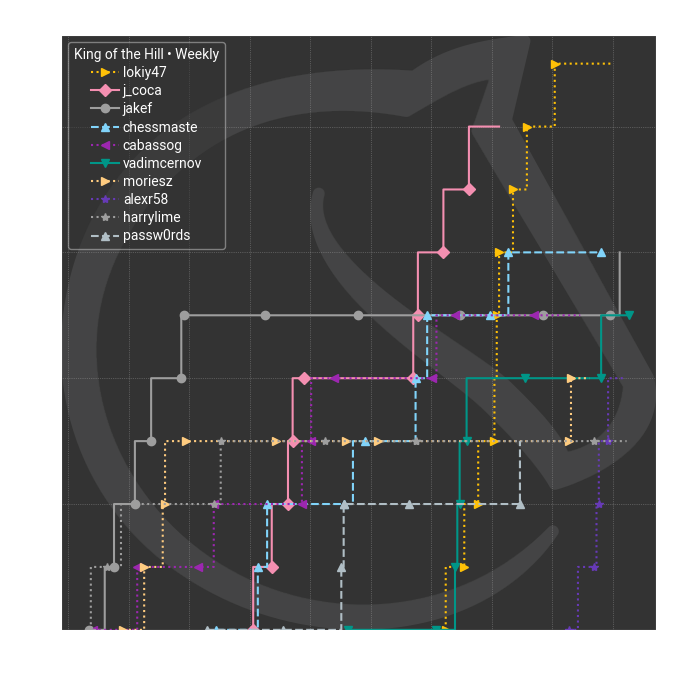 King of the Hill • Weekly
lokiy47
j_coca
jakef
chessmaste
cabassog
vadimcernov
moriesz
alexr58
harrylime
passw0rds